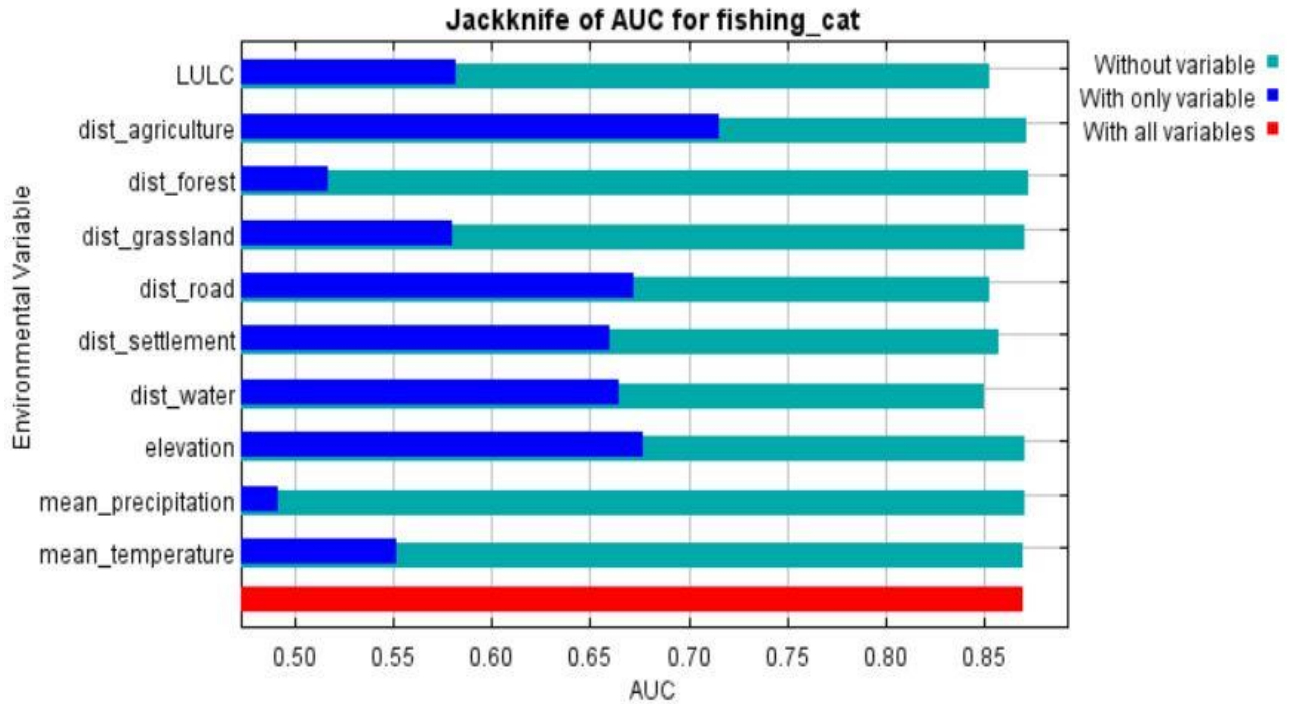 Jackknife of AUC for fishing_cat
Without variable
With only variable
With all variables
Environmental Variable
LULC
dist_agriculture
dist_forest
dist_grassland
dist_road
dist_settlement
dist_water
elevation
mean_precipitation
mean_temperature
0.50 0.55 0.60 0.65 0.70 0.75 0.80 0.85
AUC